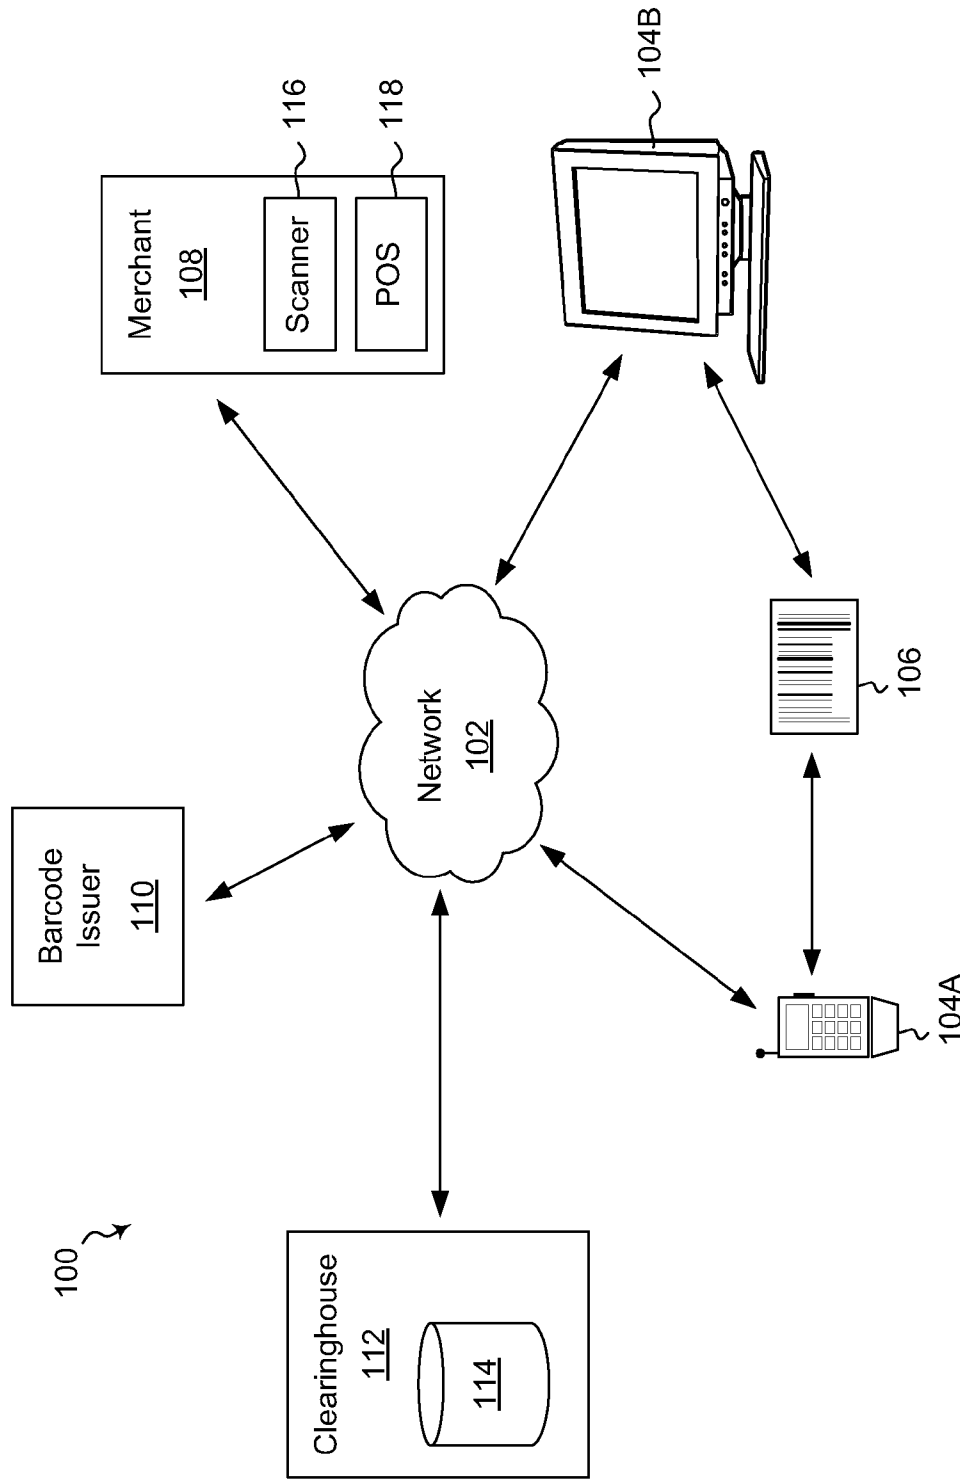 100
Barcode
Issuer
110
Merchant
108
Scanner
116
POS
118
Clearinghouse
112
114
Network
102
104B
104A
106